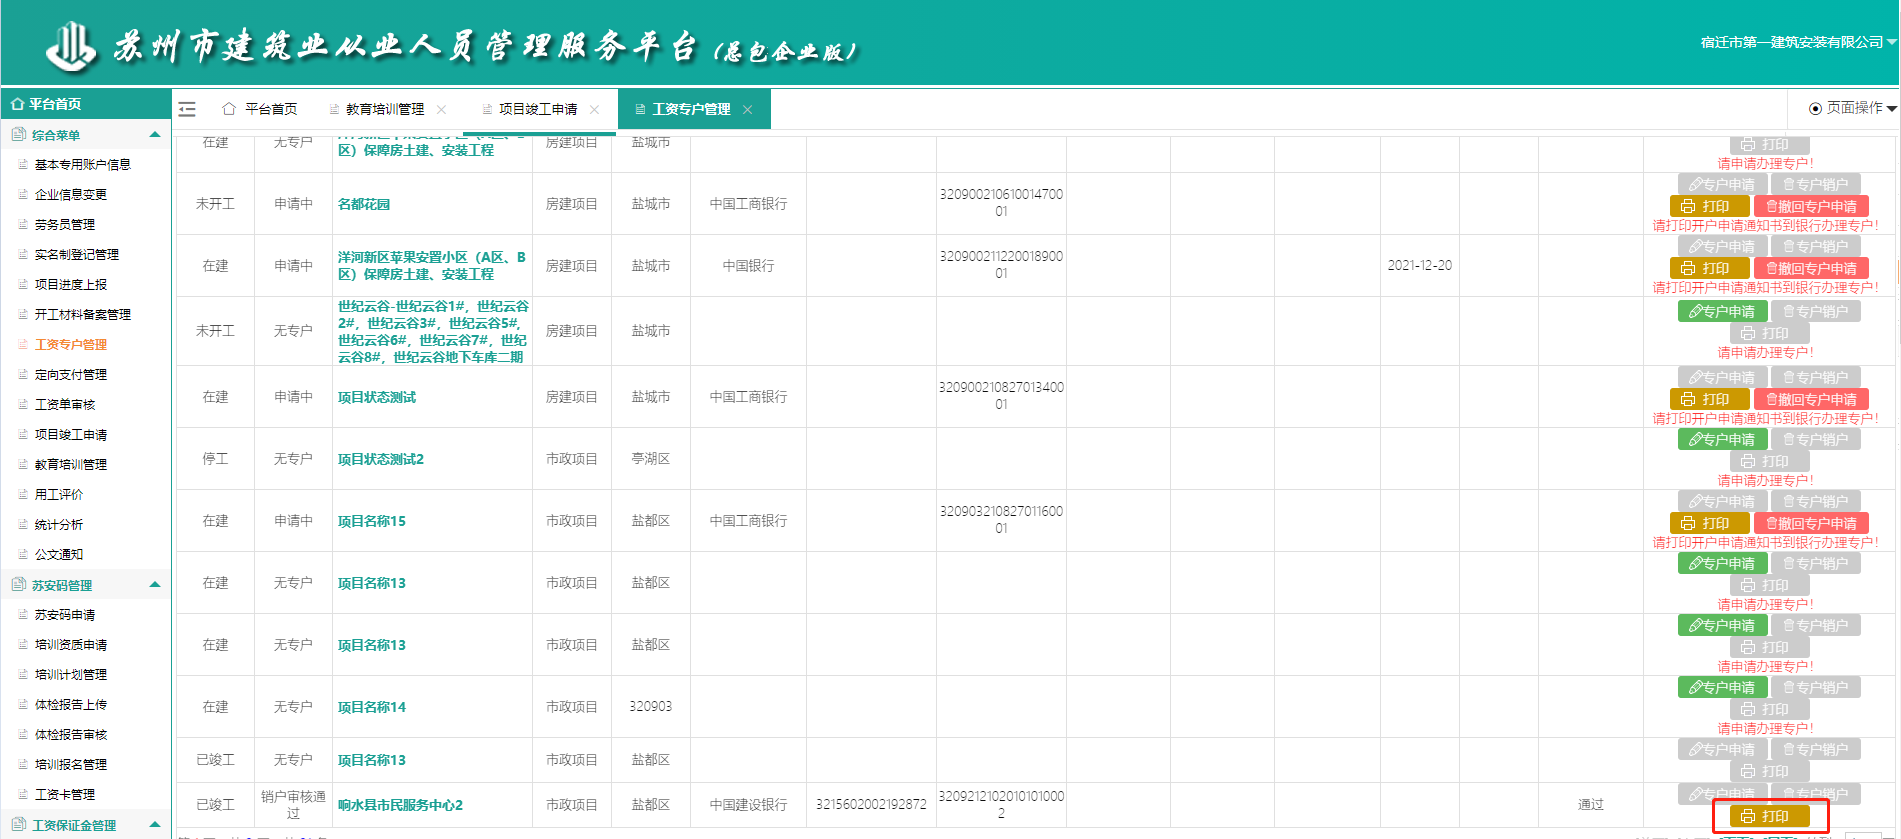 苏州市建筑业从业人员管理服务平台（总包企业版）
宿迁市第一建筑安装有限公司
平台首页
平台首页
教育培训管理
项目竣工申请
工资专户管理
页面操作
综合菜单
基本专用账户信息
企业信息变更
劳务员管理
实名制登记管理
项目进度上报
开工材料备案管理
工资专户管理
定向支付管理
工资单审核
项目竣工申请
教育培训管理
用工评价
统计分析
公文通知
苏安码管理
苏安码申请
培训资质申请
培训计划管理
体检报告上传
体检报告审核
培训报名管理
工资卡管理
工资保证金管理
在建 无专户
区）保障房土建、安装工程
房建项目 盐城市
打印
请申请办理专户！
未开工 申请中 名都花园 房建项目 盐城市 中国工商银行
320900210610014700
01
专户申请 专户销户
打印 撤回专户申请
请打印开户申请通知书到银行办理专户！
在建 申请中
洋河新区苹果安置小区（A区、B
区）保障房土建、安装工程
房建项目 盐城市 中国银行
320900211220018900
01
2021-12-20
专户申请 专户销户
打印 撤回专户申请
请打印开户申请通知书到银行办理专户！
未开工 无专户
世纪云谷-世纪云谷1#，世纪云谷
2#，世纪云谷3#，世纪云谷5#，
世纪云谷6#，世纪云谷7#，世纪
云谷8#，世纪云谷地下车库二期
房建项目 盐城市
专户申请 专户销户
打印
请申请办理专户！
在建 申请中 项目状态测试 房建项目 盐城市 中国工商银行
320900210827013400
01
专户申请 专户销户
打印 撤回专户申请
请打印开户申请通知书到银行办理专户！
停工 无专户 项目状态测试2 市政项目 亭湖区
专户申请 专户销户
打印
请申请办理专户！
在建 申请中 项目名称15 市政项目 盐都区 中国工商银行
320903210827011600
01
专户申请 专户销户
打印 撤回专户申请
请打印开户申请通知书到银行办理专户！
在建 无专户 项目名称13 市政项目 盐都区
专户申请 专户销户
打印
请申请办理专户！
在建 无专户 项目名称13 市政项目 盐都区
专户申请 专户销户
打印
请申请办理专户！
在建 无专户 项目名称14 市政项目 320903
专户申请 专户销户
打印
请申请办理专户！
已竣工 无专户 项目名称13 市政项目 盐都区
专户申请 专户销户
打印
已竣工
销户审核通
过
响水县市民服务中心2 市政项目 盐都区 中国建设银行 3215602002192872
3209212102010101000
2
通过
专户申请 专户销户
打印